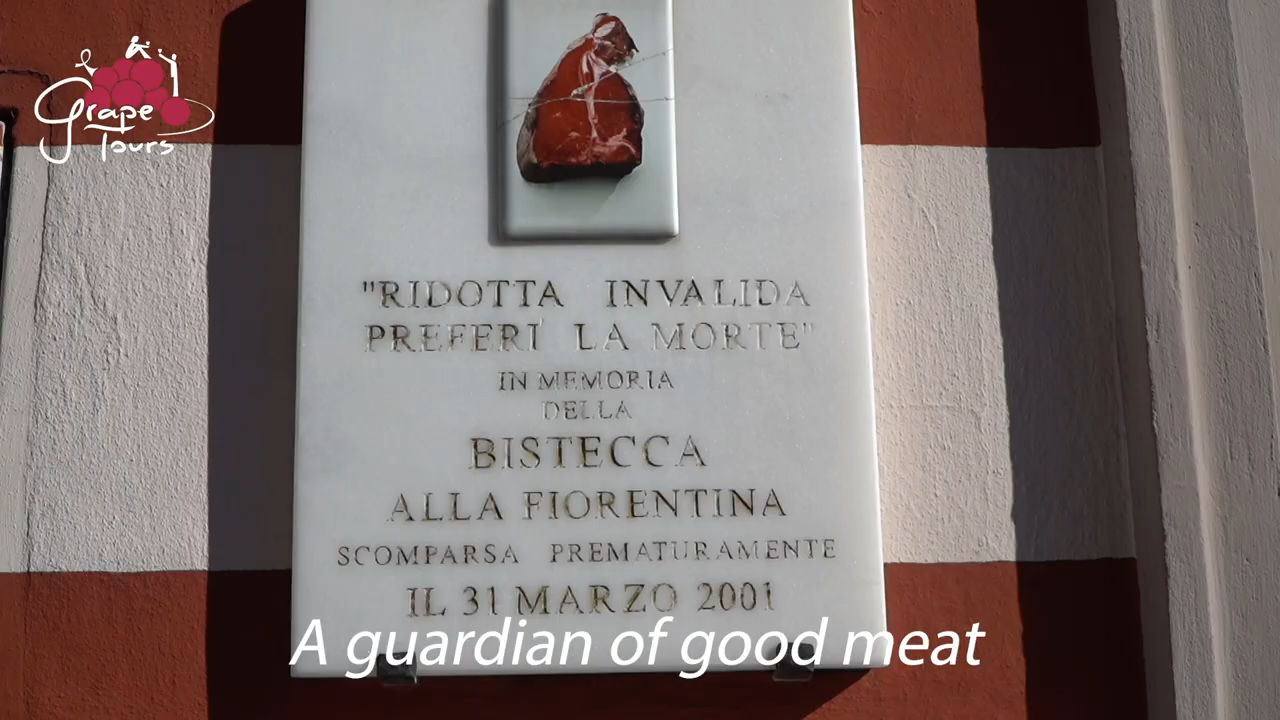 Grape
Tours
"RIDOTTA INVALIDA
PREFERÌ LA MORTE"
IN MEMORIA
DELLA
BISTECCA
ALLA FIORENTINA
SCOMPARSA PREMATURAMENTE
IL 31 MARZO 2001
A guardian of good meat